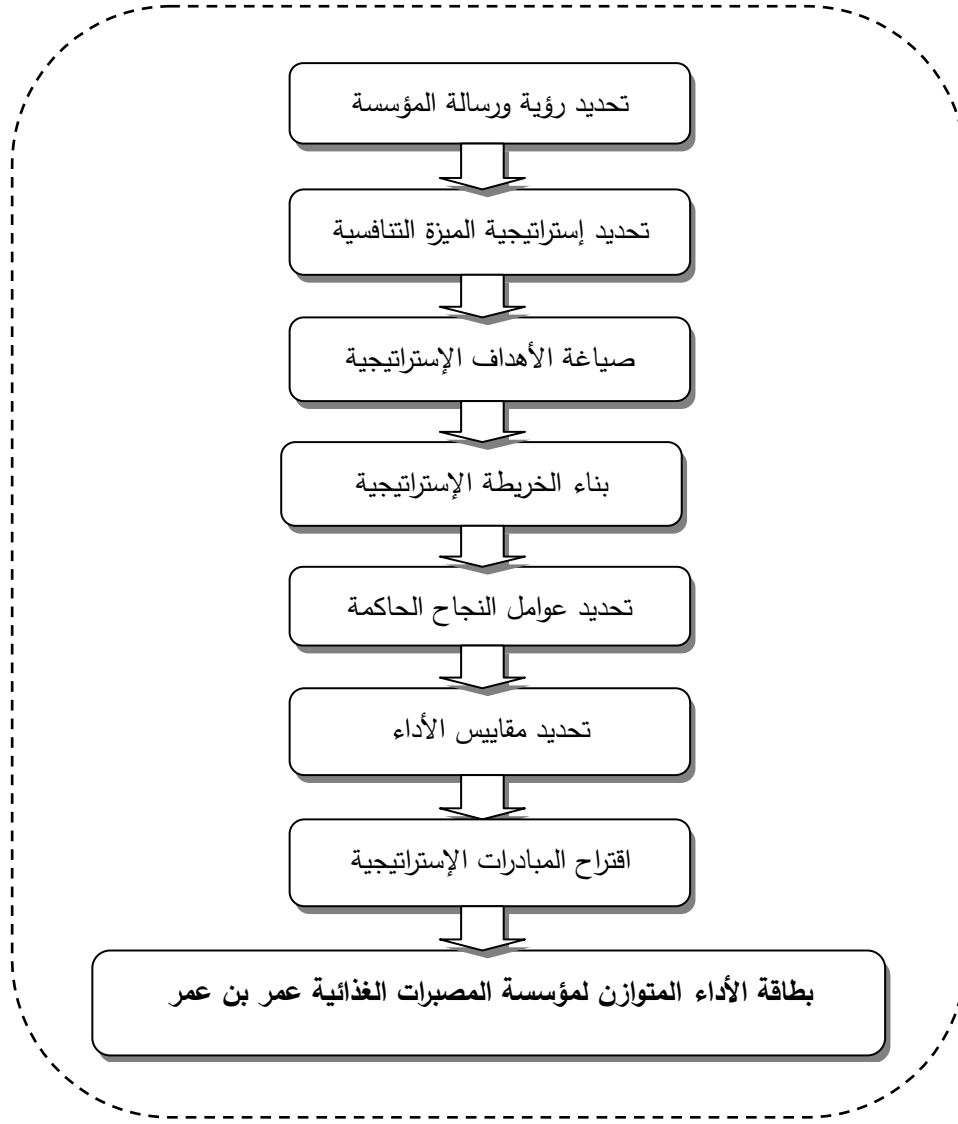 تحديد رؤية ورسالة المؤسسة
تحديد إستراتيجية الميزة التنافسية
صياغة الأهداف الإستراتيجية
بناء الخريطة الإستراتيجية
تحديد عوامل النجاح الحاكمة
تحديد مقاييس الأداء
اقتراح المبادرات الإستراتيجية
بطاقة الأداء المتوازن لمؤسسة المصبرات الغذائية عمر بن عمر